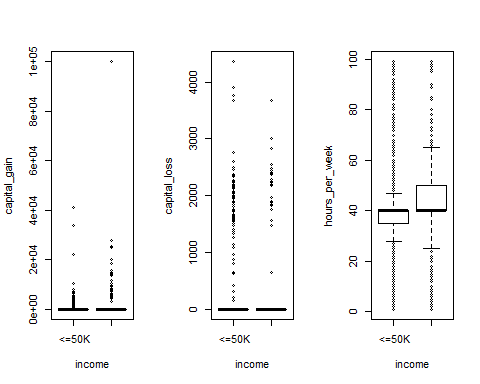 capital_gain
0e+00
2e+04
4e+04
6e+04
8e+04
1e+05
<=50K
income
capital_loss
0
1000
2000
3000
4000
<=50K
income
hours_per_week
0
20
40
60
80
100
<=50K
income